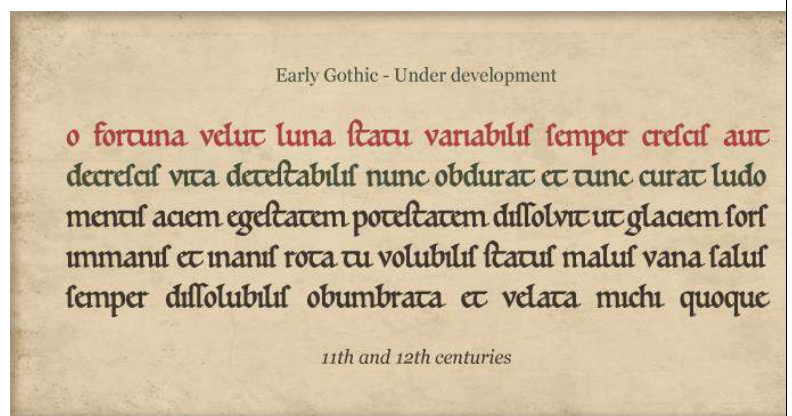 Early Gothic - Under development
o fortuna velut luna ſtatu variabiliſ ſemper creſciſ aut
decreſciſ vita deteſtabiliſ nunc obdurat et tunc curat ludo
mentiſ aciem egeſtatem poteſtatem diſſolvit ut glaciem ſorſ
ımmaniſ et inaniſ rota tu volubiliſ ſtatuſ maluſ vana ſaluſ
ſemper diſſolubiliſ obumbrata et velata michi quoque
11th and 12th centuries